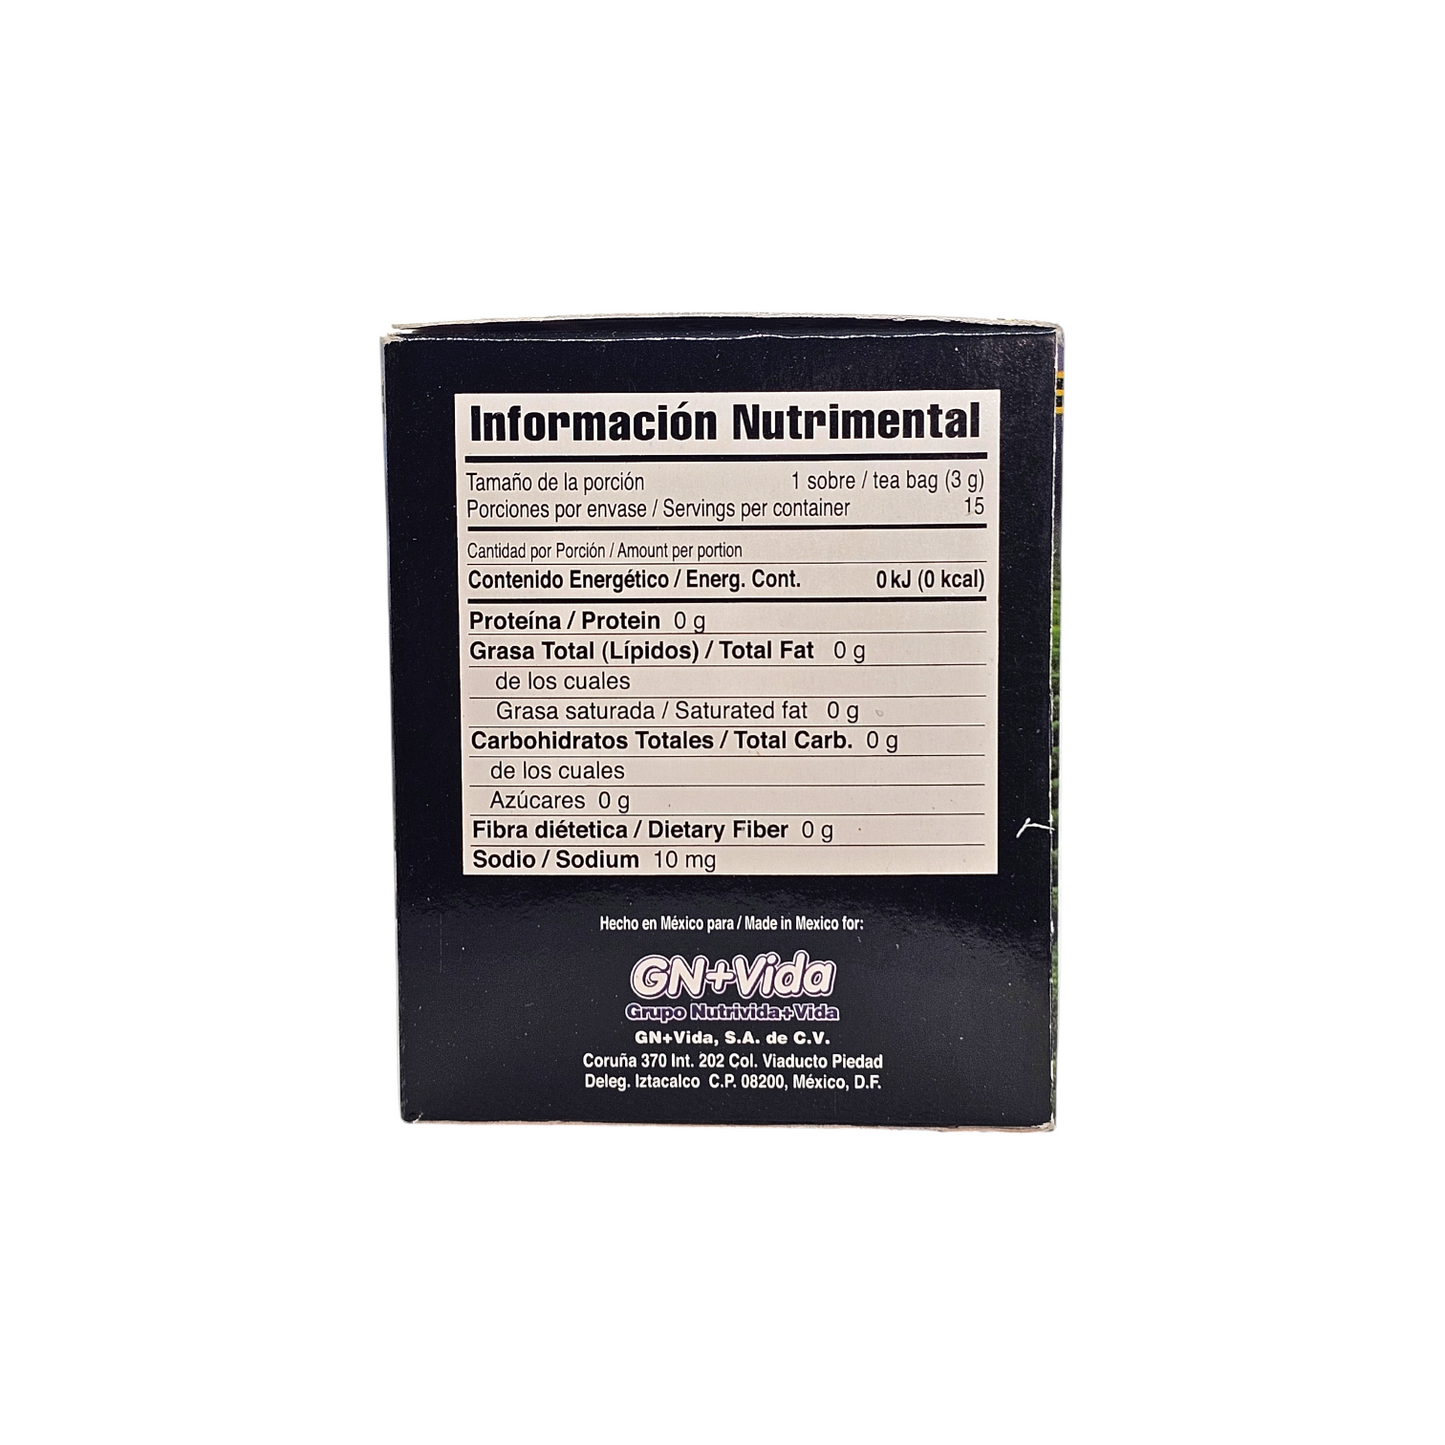 Información Nutrimental
Tamaño de la porción 1 sobre / tea bag (3 g)
Porciones por envase / Servings per container 15
Cantidad por Porción / Amount per portion
Contenido Energético / Energ. Cont. 0 kJ (0 kcal)
Proteína / Protein 0 g
Grasa Total (Lípidos) / Total Fat 0 g
de los cuales
Grasa saturada / Saturated fat 0 g
Carbohidratos Totales / Total Carb. 0 g
de los cuales
Azúcares 0 g
Fibra diétetica / Dietary Fiber 0 g
Sodio / Sodium 10 mg
Hecho en México para / Made in Mexico for:
GN+Vida
Grupo Nutrivida+Vida
GN+Vida, S.A. de C.V.
Coruña 370 Int. 202 Col. Viaducto Piedad
Deleg. Iztacalco C.P. 08200, México, D.F.